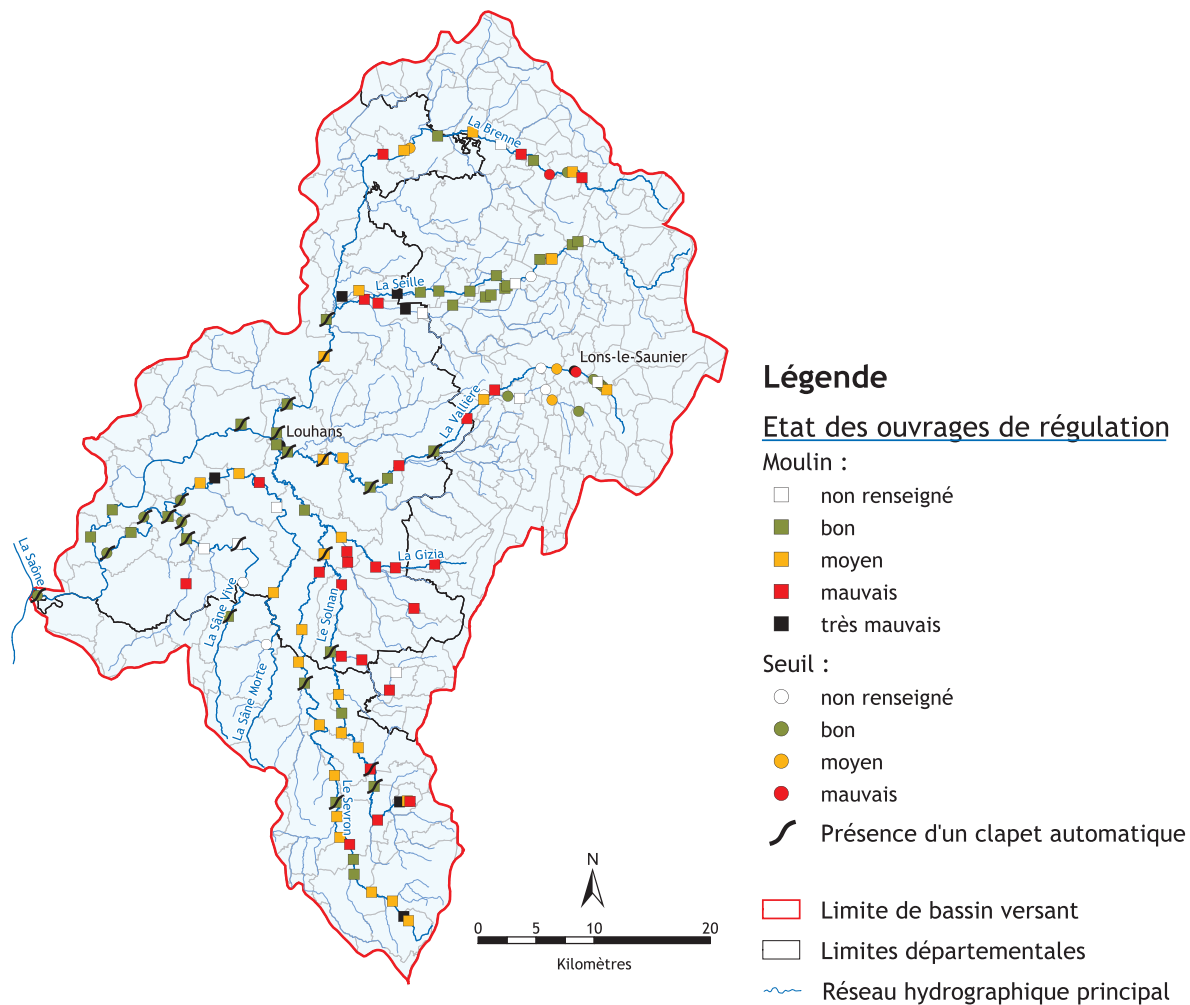 La Brenne
La Seille
Lons-le-Saunier
La Vallière
Louhans
La Gizia
La Saône
La Sâne Vive
Le Solnan
La Sâne Morte
Le Sevron
N
0 5 10 20
Kilomètres
Légende
Etat des ouvrages de régulation
Moulin :
non renseigné
bon
moyen
mauvais
très mauvais
Seuil :
non renseigné
bon
moyen
mauvais
Présence d'un clapet automatique
Limite de bassin versant
Limites départementales
Réseau hydrographique principal